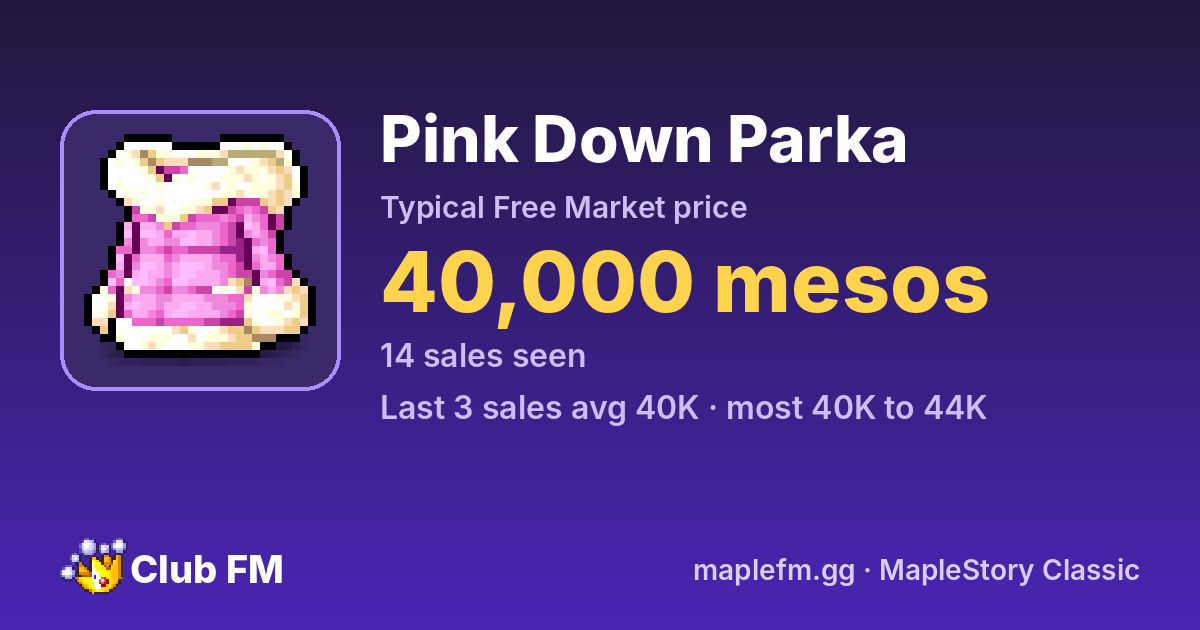 Pink Down Parka
Typical Free Market price
40,000 mesos
14 sales seen
Last 3 sales avg 40K · most 40K to 44K
Club FM
maplefm.gg · MapleStory Classic